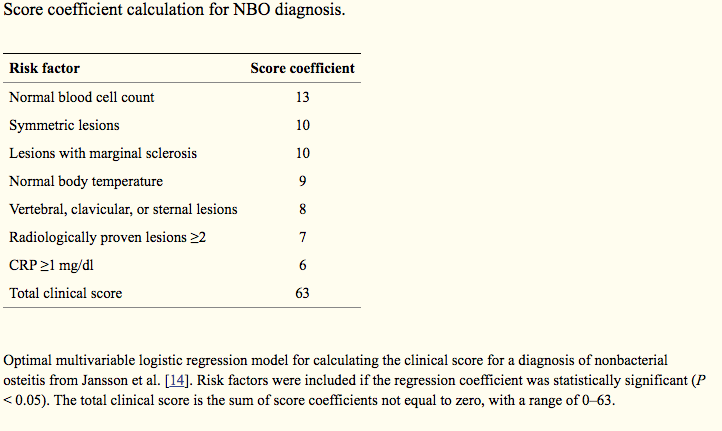 Score coefficient calculation for NBO diagnosis.
Risk factor Score coefficient
Normal blood cell count 13
Symmetric lesions 10
Lesions with marginal sclerosis 10
Normal body temperature 9
Vertebral, clavicular, or sternal lesions 8
Radiologically proven lesions ≥2 7
CRP ≥1 mg/dl 6
Total clinical score 63
Optimal multivariable logistic regression model for calculating the clinical score for a diagnosis of nonbacterial
osteitis from Jansson et al. [14]. Risk factors were included if the regression coefficient was statistically significant (P
< 0.05). The total clinical score is the sum of score coefficients not equal to zero, with a range of 0–63.